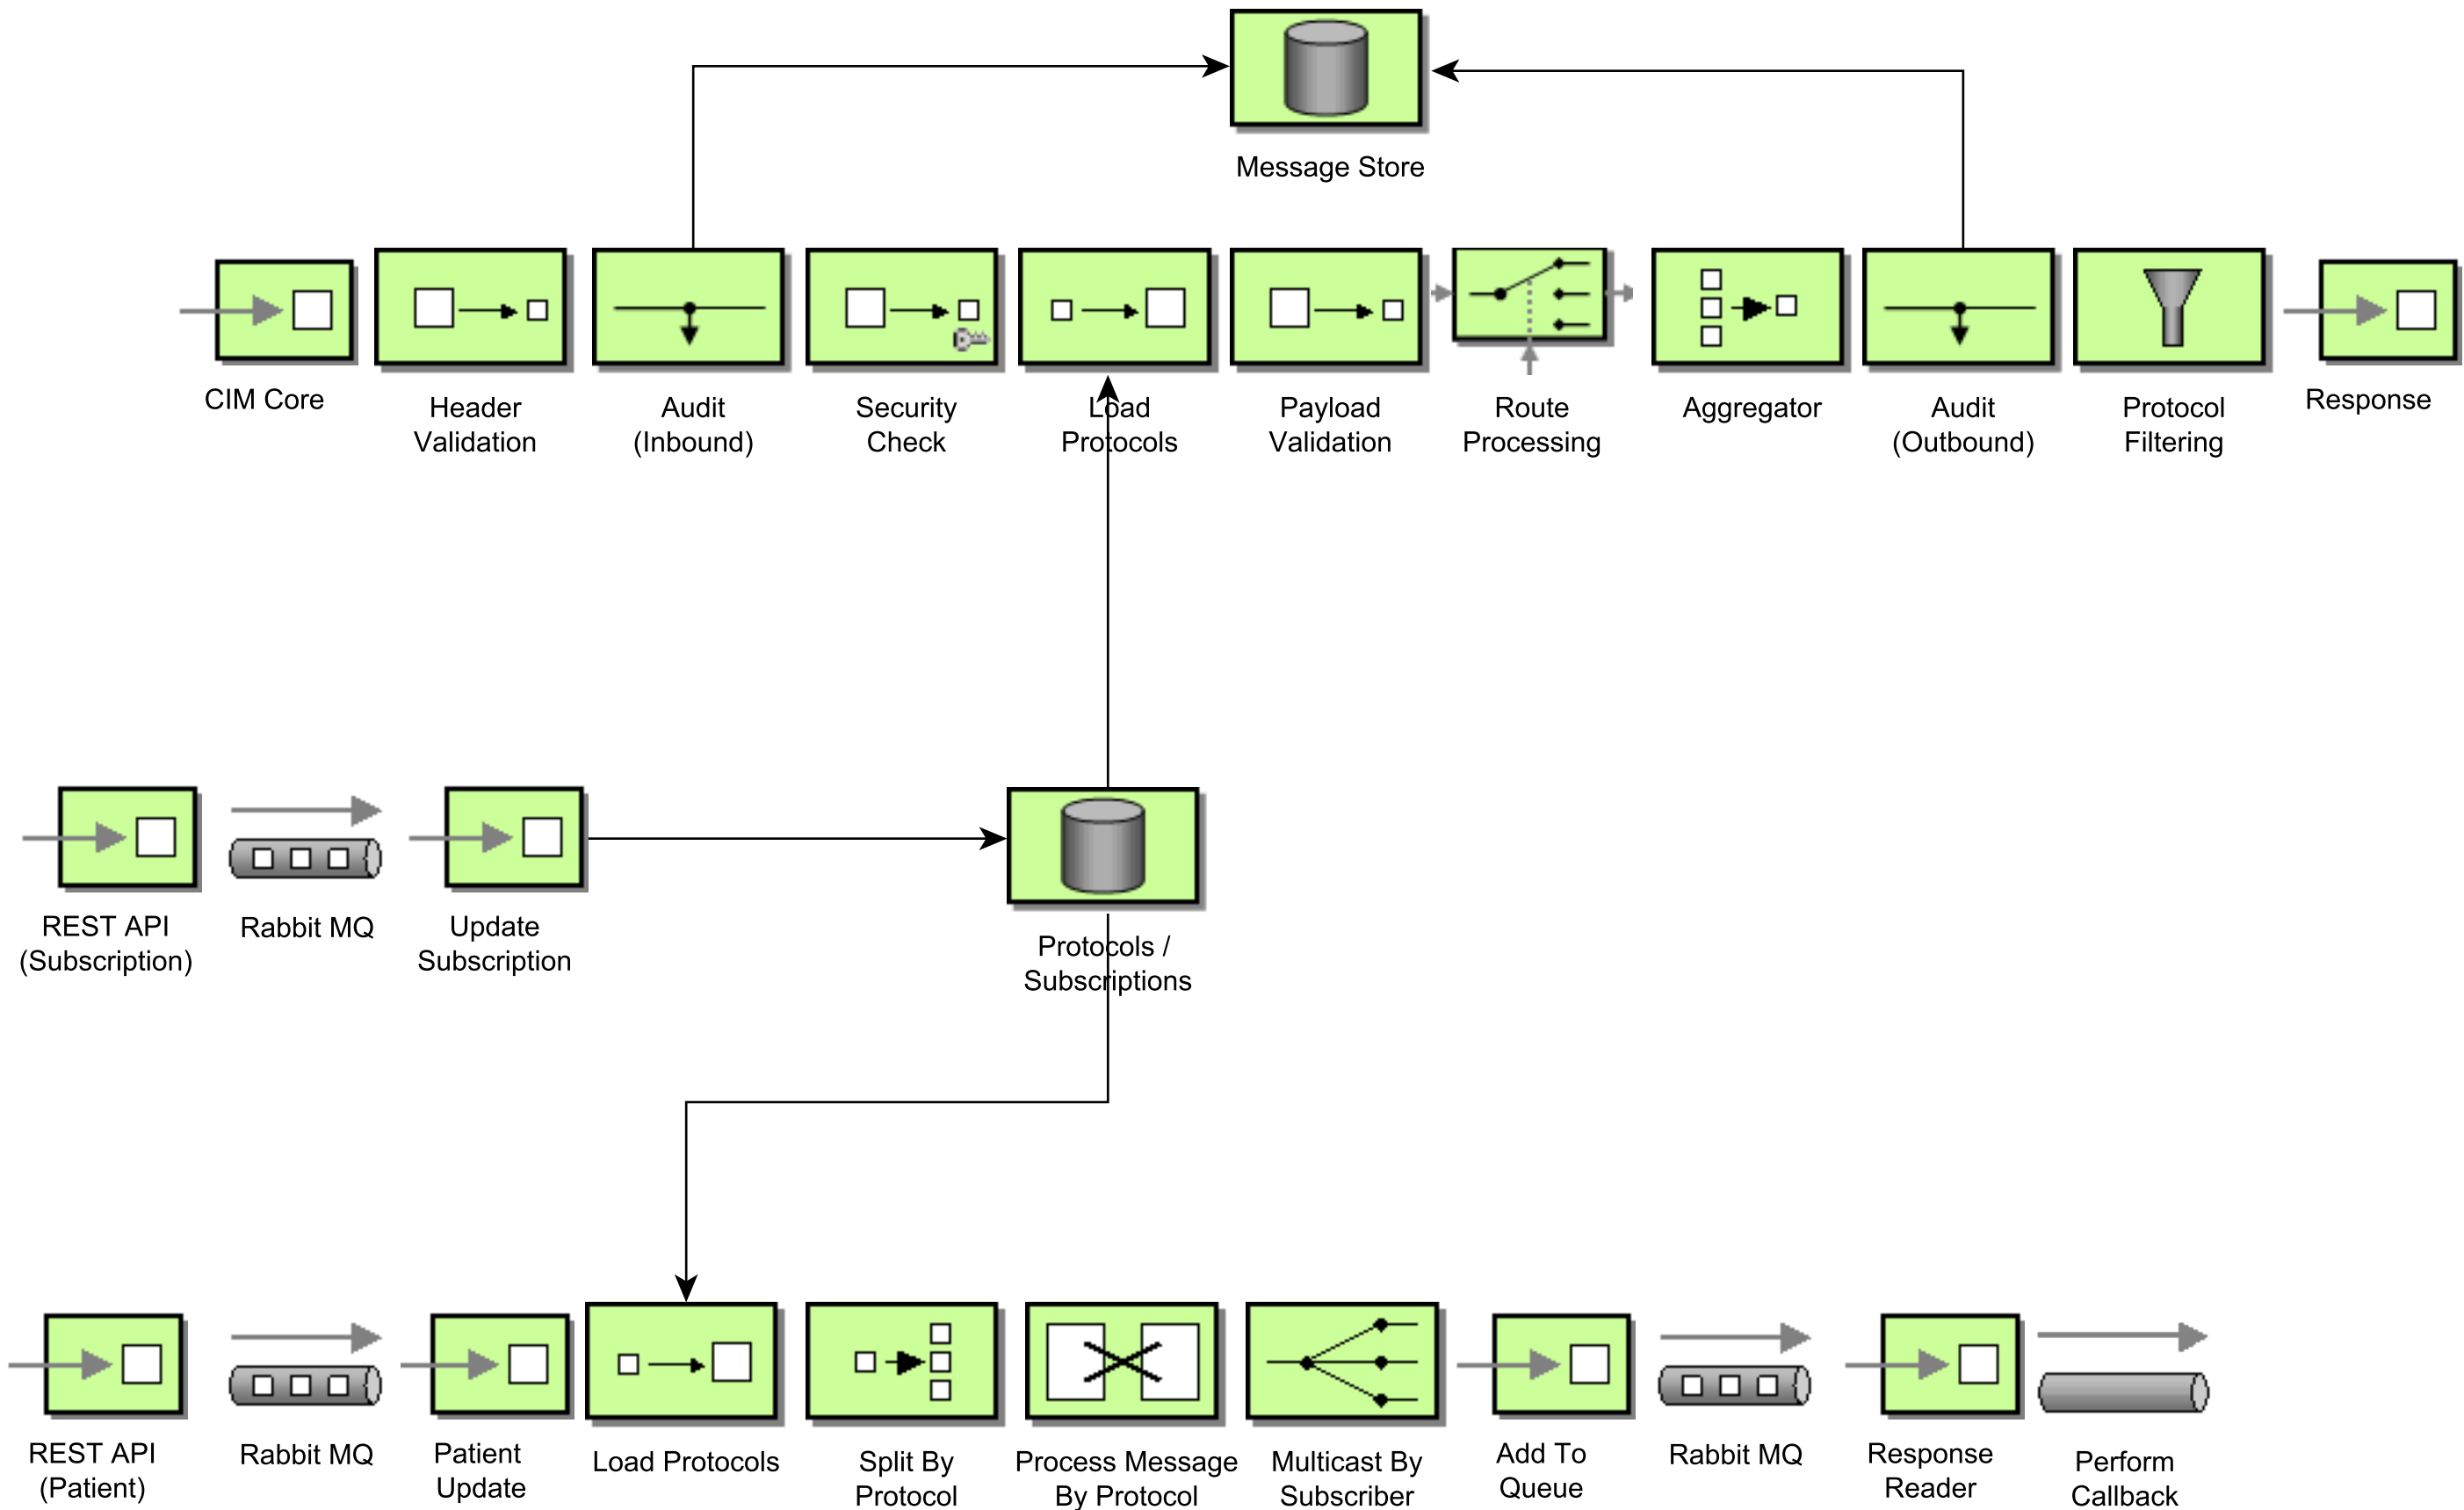 Message Store
CIM Core
Header
Validation
Audit
(Inbound)
Security
Check
Load
Protocols
Payload
Validation
Route
Processing
Aggregator
Audit
(Outbound)
Protocol
Filtering
Response
REST API
(Subscription)
Rabbit MQ
Update
Subscription
Protocols /
Subscriptions
REST API
(Patient)
Rabbit MQ
Patient
Update
Load Protocols
Split By
Protocol
Process Message
By Protocol
Multicast By
Subscriber
Add To
Queue
Rabbit MQ
Response
Reader
Perform
Callback